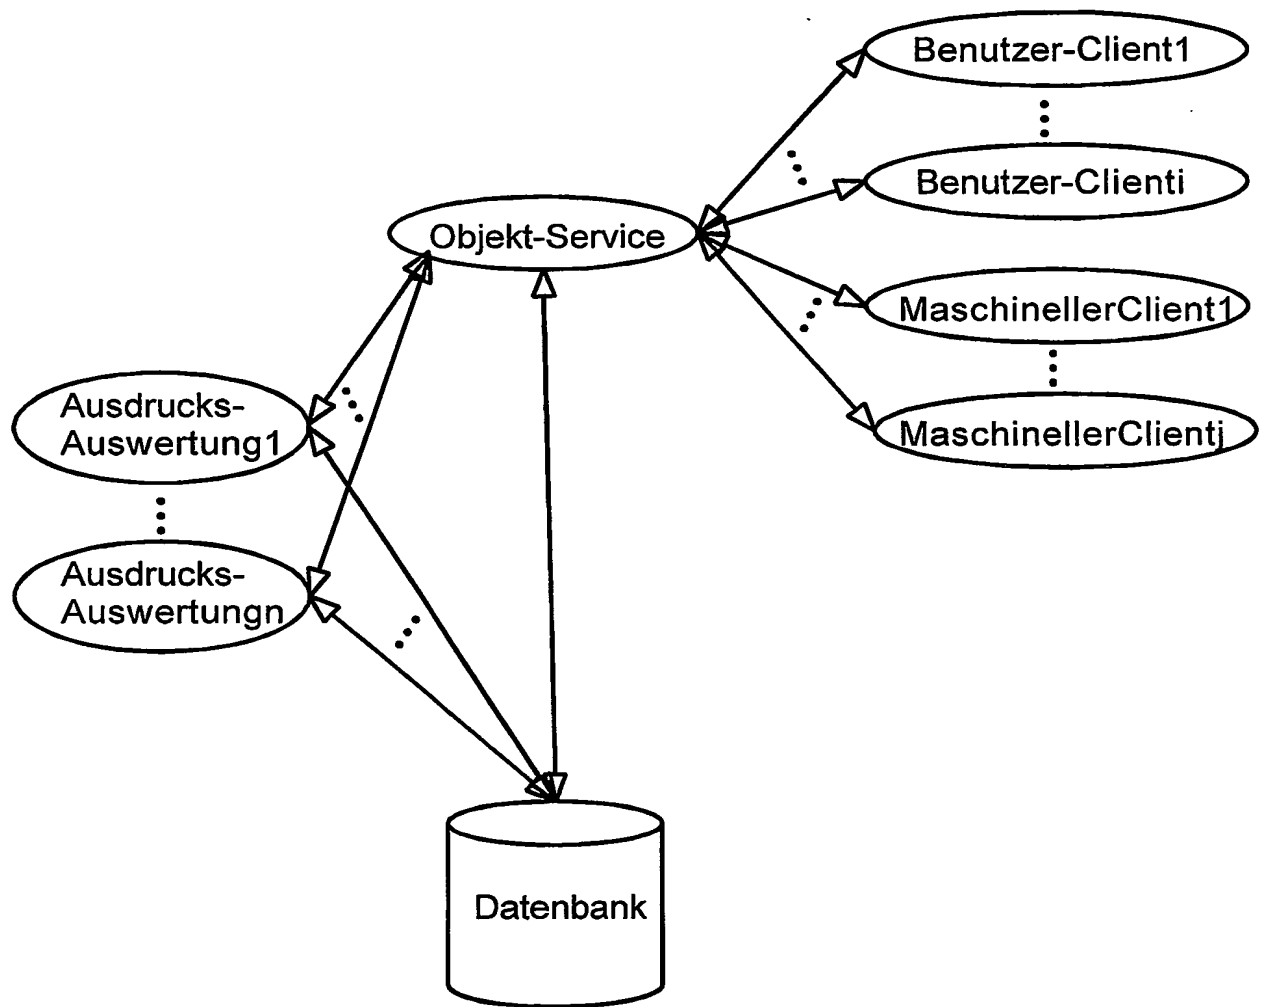 Benutzer-Client1
Benutzer-Clienti
Objekt-Service
MaschinellerClient1
MaschinellerClientj
Ausdrucks-
Auswertung1
Ausdrucks-
Auswertungn
Datenbank